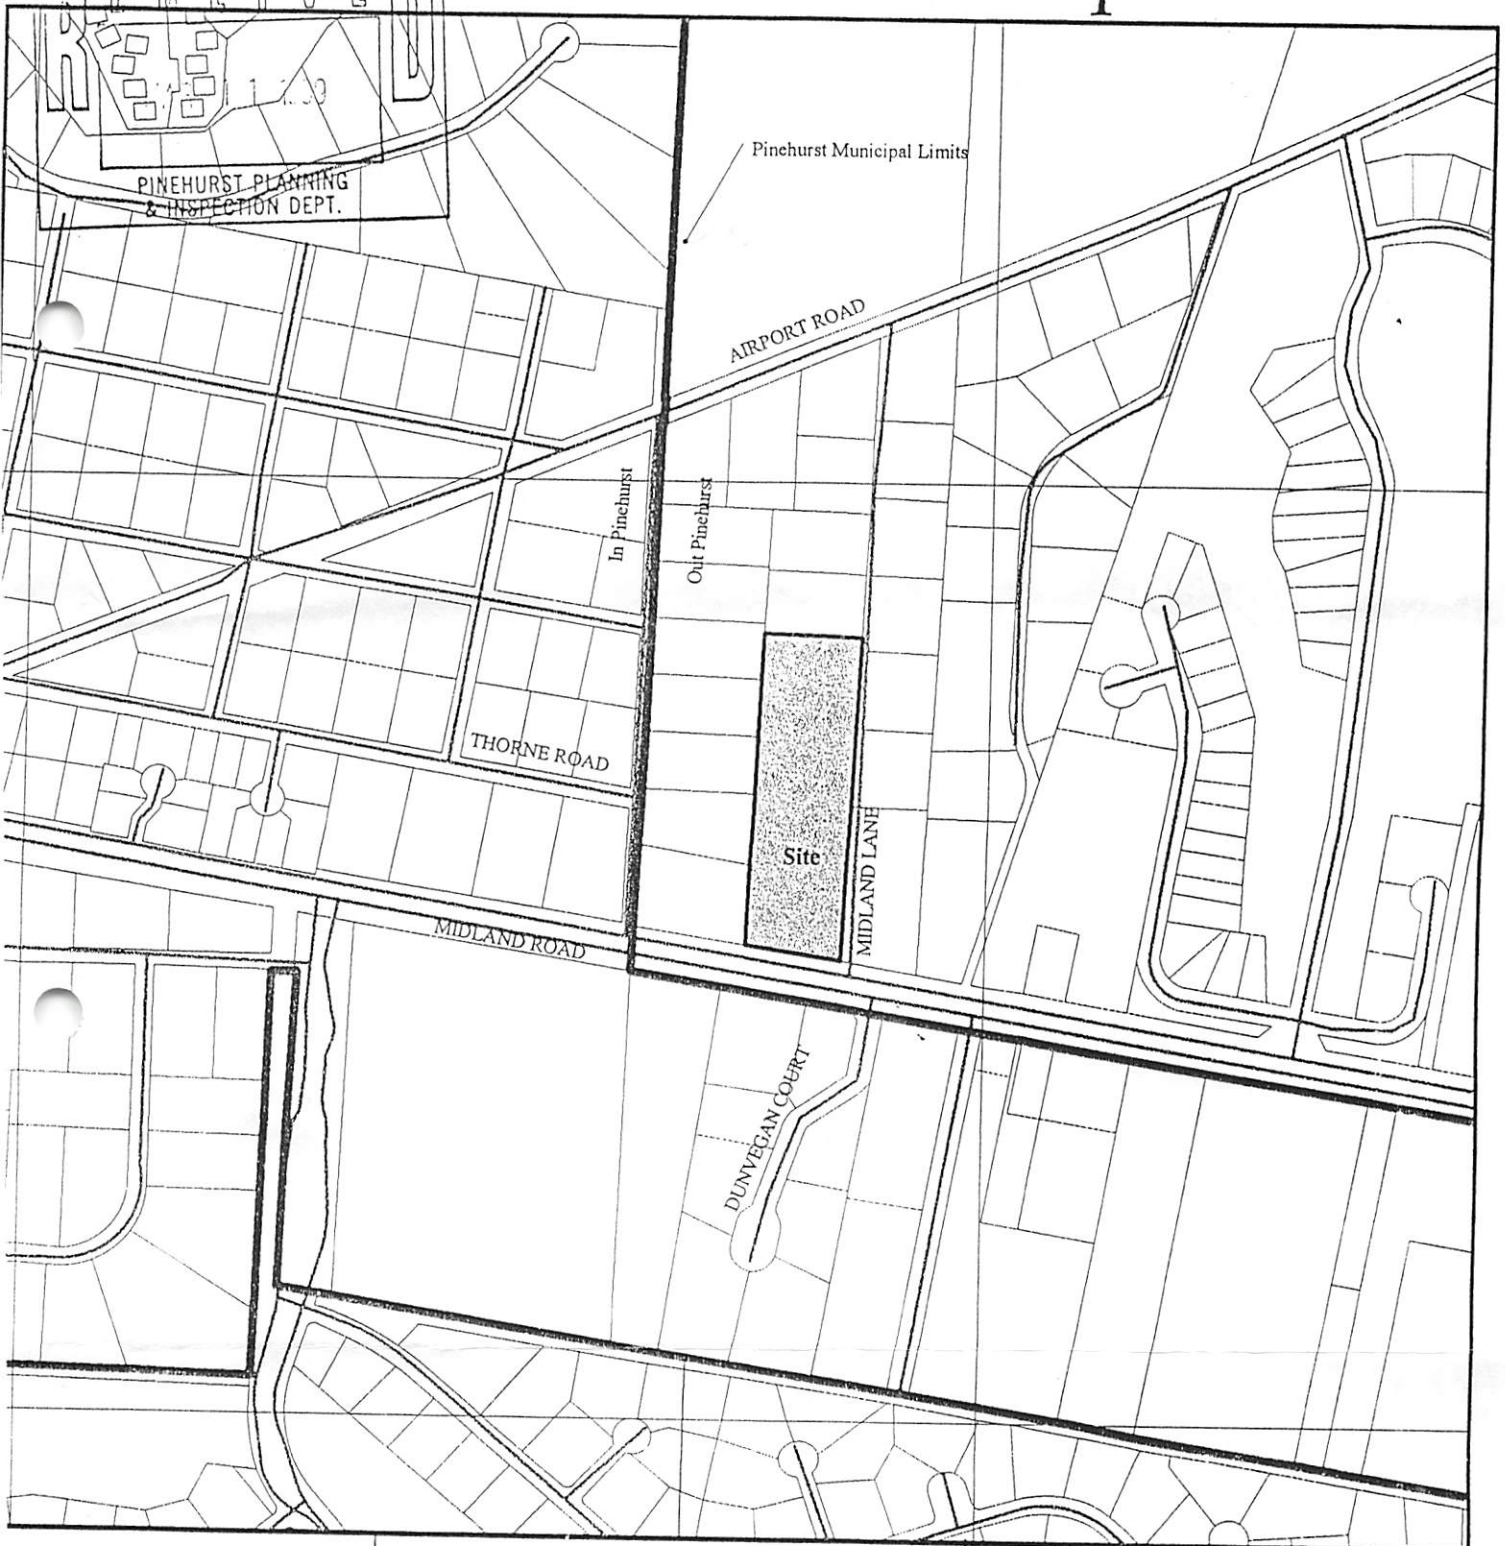 PINEHURST PLANNING
& INSPECTION DEPT.
Pinehurst Municipal Limits
AIRPORT ROAD
In Pinehurst
Out Pinehurst
THORNE ROAD
Site
MIDLAND LANE
MIDLAND ROAD
DUNVEGAN COURT